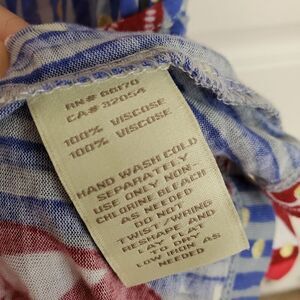 RN# 66170
CA# 32054
100% VISCOSE
100% VISCOSE
HAND WASH COLD
SEPARATELY
USE ONLY NON-
CHLORINE BLEACH
AS NEEDED
DO NOT
TWIST/WRING
RESHAPE AND
LAY FLAT
TO DRY
LOW IRON AS
NEEDED